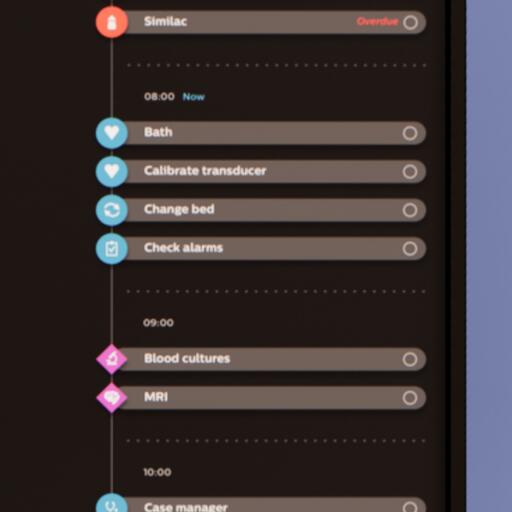 Similac Overdue
08:00 Now
Bath
Calibrate transducer
Change bed
Check alarms
09:00
Blood cultures
MRI
10:00
Case manager